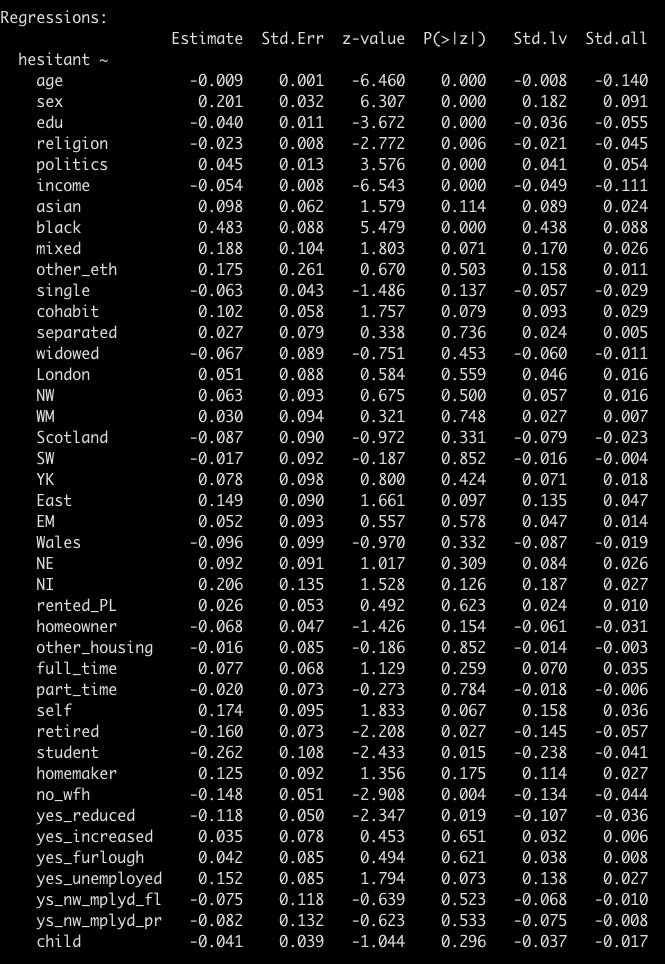 Regressions:
Estimate Std.Err z-value P(>|z|) Std.lv Std.all
hesitant ~
age -0.009 0.001 -6.460 0.000 -0.008 -0.140
sex 0.201 0.032 6.307 0.000 0.182 0.091
edu -0.040 0.011 -3.672 0.000 -0.036 -0.055
religion -0.023 0.008 -2.772 0.006 -0.021 -0.045
politics 0.045 0.013 3.576 0.000 0.041 0.054
income -0.054 0.008 -6.543 0.000 -0.049 -0.111
asian 0.098 0.062 1.579 0.114 0.089 0.024
black 0.483 0.088 5.479 0.000 0.438 0.088
mixed 0.188 0.104 1.803 0.071 0.170 0.026
other_eth 0.175 0.261 0.670 0.503 0.158 0.011
single -0.063 0.043 -1.486 0.137 -0.057 -0.029
cohabit 0.102 0.058 1.757 0.079 0.093 0.029
separated 0.027 0.079 0.338 0.736 0.024 0.005
widowed -0.067 0.089 -0.751 0.453 -0.060 -0.011
London 0.051 0.088 0.584 0.559 0.046 0.016
NW 0.063 0.093 0.675 0.500 0.057 0.016
WM 0.030 0.094 0.321 0.748 0.027 0.007
Scotland -0.087 0.090 -0.972 0.331 -0.079 -0.023
SW -0.017 0.092 -0.187 0.852 -0.016 -0.004
YK 0.078 0.098 0.800 0.424 0.071 0.018
East 0.149 0.090 1.661 0.097 0.135 0.047
EM 0.052 0.093 0.557 0.578 0.047 0.014
Wales -0.096 0.099 -0.970 0.332 -0.087 -0.019
NE 0.092 0.091 1.017 0.309 0.084 0.026
NI 0.206 0.135 1.528 0.126 0.187 0.027
rented_PL 0.026 0.053 0.492 0.623 0.024 0.010
homeowner -0.068 0.047 -1.426 0.154 -0.061 -0.031
other_housing -0.016 0.085 -0.186 0.852 -0.014 -0.003
full_time 0.077 0.068 1.129 0.259 0.070 0.035
part_time -0.020 0.073 -0.273 0.784 -0.018 -0.006
self 0.174 0.095 1.833 0.067 0.158 0.036
retired -0.160 0.073 -2.208 0.027 -0.145 -0.057
student -0.262 0.108 -2.433 0.015 -0.238 -0.041
homemaker 0.125 0.092 1.356 0.175 0.114 0.027
no_wfh -0.148 0.051 -2.908 0.004 -0.134 -0.044
yes_reduced -0.118 0.050 -2.347 0.019 -0.107 -0.036
yes_increased 0.035 0.078 0.453 0.651 0.032 0.006
yes_furlough 0.042 0.085 0.494 0.621 0.038 0.008
yes_unemployed 0.152 0.085 1.794 0.073 0.138 0.027
ys_nw_mplyd_fl -0.075 0.118 -0.639 0.523 -0.068 -0.010
ys_nw_mplyd_pr -0.082 0.132 -0.623 0.533 -0.075 -0.008
child -0.041 0.039 -1.044 0.296 -0.037 -0.017